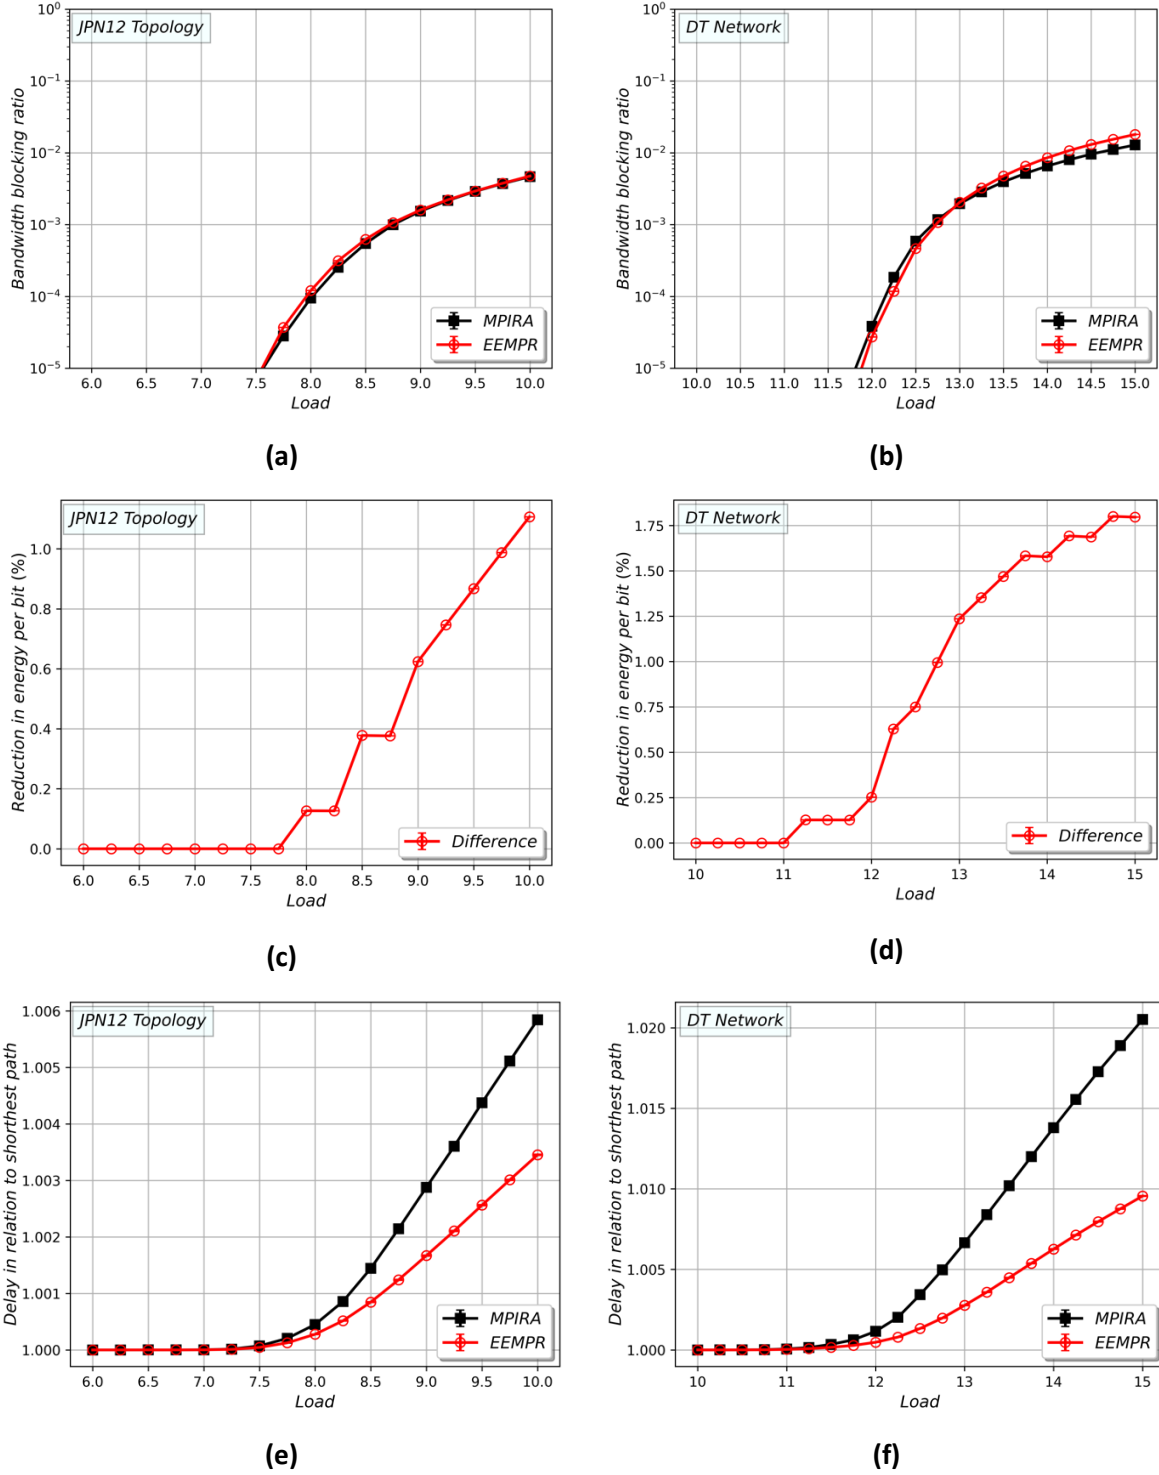 JPN12 Topology
Bandwidth blocking ratio
10⁰
10⁻¹
10⁻²
10⁻³
10⁻⁴
10⁻⁵
MPIRA
EEMPR
6.0 6.5 7.0 7.5 8.0 8.5 9.0 9.5 10.0
Load
(a)
DT Network
Bandwidth blocking ratio
10⁰
10⁻¹
10⁻²
10⁻³
10⁻⁴
10⁻⁵
MPIRA
EEMPR
10.0 10.5 11.0 11.5 12.0 12.5 13.0 13.5 14.0 14.5 15.0
Load
(b)
JPN12 Topology
Reduction in energy per bit (%)
1.0
0.8
0.6
0.4
0.2
0.0
Difference
6.0 6.5 7.0 7.5 8.0 8.5 9.0 9.5 10.0
Load
(c)
DT Network
Reduction in energy per bit (%)
1.75
1.50
1.25
1.00
0.75
0.50
0.25
0.00
Difference
10 11 12 13 14 15
Load
(d)
JPN12 Topology
Delay in relation to shorthest path
1.006
1.005
1.004
1.003
1.002
1.001
1.000
MPIRA
EEMPR
6.0 6.5 7.0 7.5 8.0 8.5 9.0 9.5 10.0
Load
(e)
DT Network
Delay in relation to shorthest path
1.020
1.015
1.010
1.005
1.000
MPIRA
EEMPR
10 11 12 13 14 15
Load
(f)